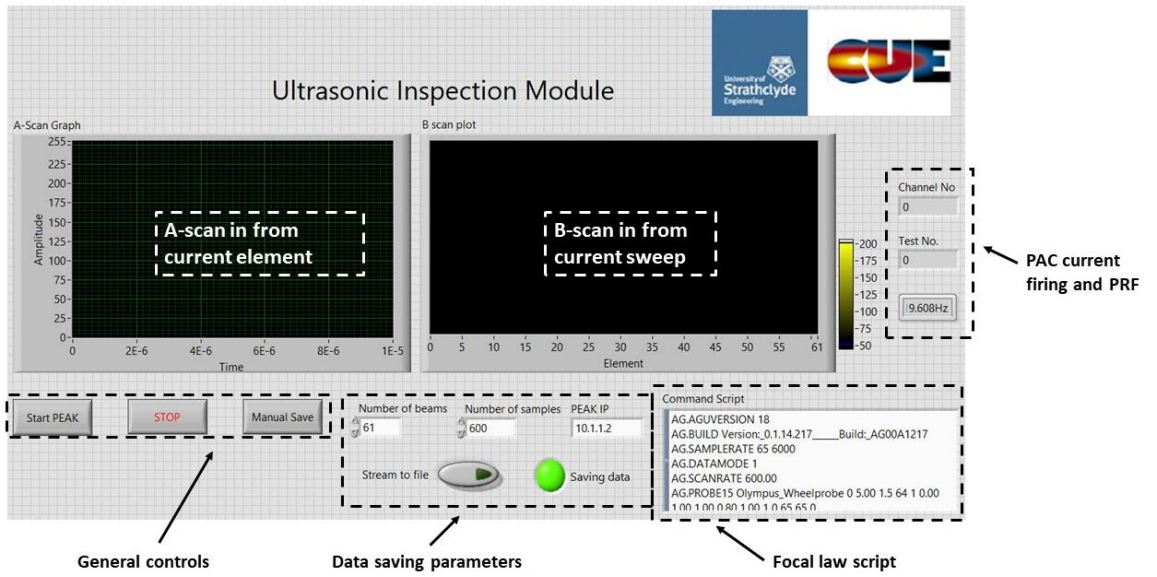 University of
Strathclyde
Engineering
CUE
Ultrasonic Inspection Module
A-Scan Graph
255
225
200
175
150
125
100
75
50
25
0
Amplitude
0 2E-6 4E-6 6E-6 8E-6 1E-5
Time
A-scan in from
current element
B scan plot
B-scan in from
current sweep
0 5 10 15 20 25 30 35 40 45 50 55 61
Element
200
175
150
125
100
75
50
Channel No
0
Test No.
0
9.608Hz
PAC current
firing and PRF
Start PEAK
STOP
Manual Save
Number of beams
61
Number of samples
600
PEAK IP
10.1.1.2
Stream to file
Saving data
Command Script
AG.AGUVERSION 18
AG.BUILD Version:_0.1.14.217_____Build:_AG00A1217
AG.SAMPLERATE 65 6000
AG.DATAMODE 1
AG.SCANRATE 600.00
AG.PROBE15 Olympus_Wheelprobe 0 5.00 1.5 64 1 0.00
1.00 1.00 0.80 1.00 1.0 65 65 0
General controls
Data saving parameters
Focal law script